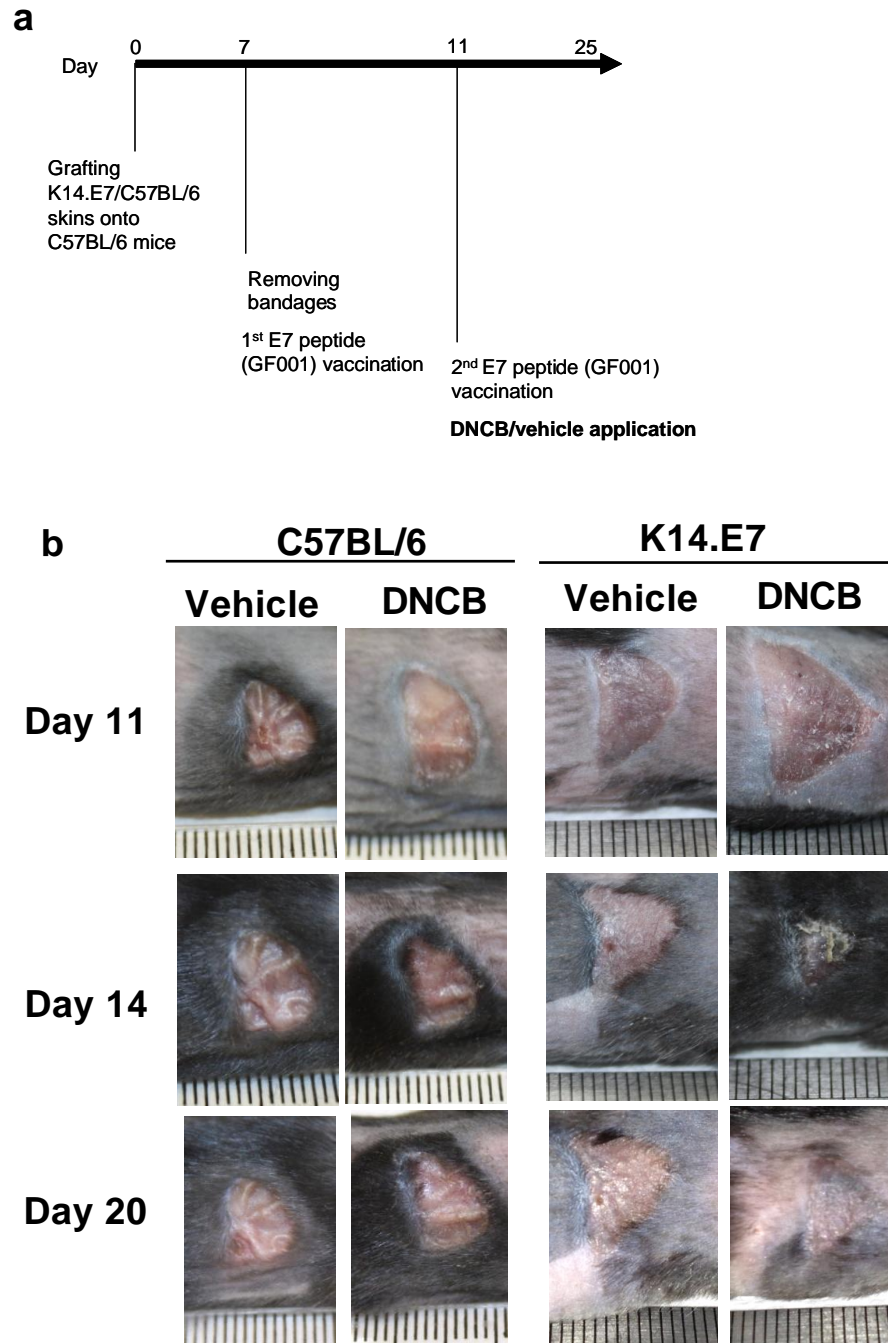 a
0 7 11 25
Day
Grafting
K14.E7/C57BL/6
skins onto
C57BL/6 mice
Removing
bandages
1st E7 peptide
(GF001) vaccination
2nd E7 peptide (GF001)
vaccination
DNCB/vehicle application
b
C57BL/6 K14.E7
Vehicle DNCB Vehicle DNCB
Day 11
Day 14
Day 20